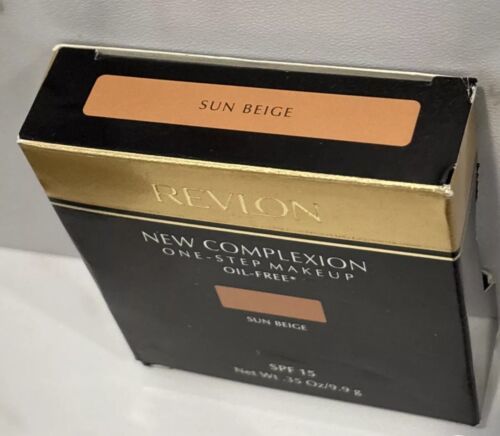 SUN BEIGE
REVLON
NEW COMPLEXION
ONE-STEP MAKEUP
OIL-FREE*
SUN BEIGE
SPF 15
Net Wt .35 Oz/9.9 g